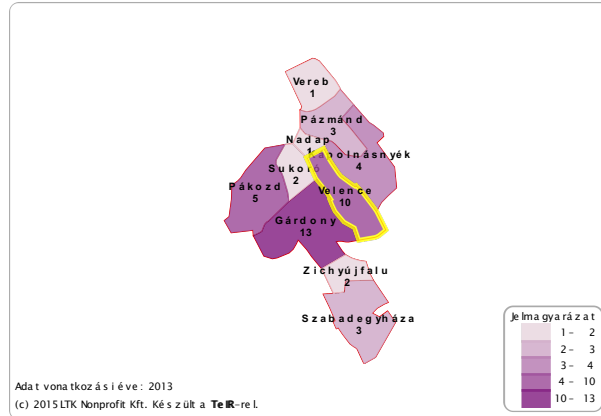 Vereb
1
Pázmánd
3
Nadap
1
Kápolnásnyék
4
Sukoró
2
Velence
10
Pákozd
5
Gárdony
13
Zichyújfalu
2
Szabadegyháza
3
Jelmagyarázat
1 - 2
2 - 3
3 - 4
4 - 10
10 - 13
Adat vonatkozási éve: 2013
(c) 2015 LTK Nonprofit Kft. Készült a TeIR-rel.